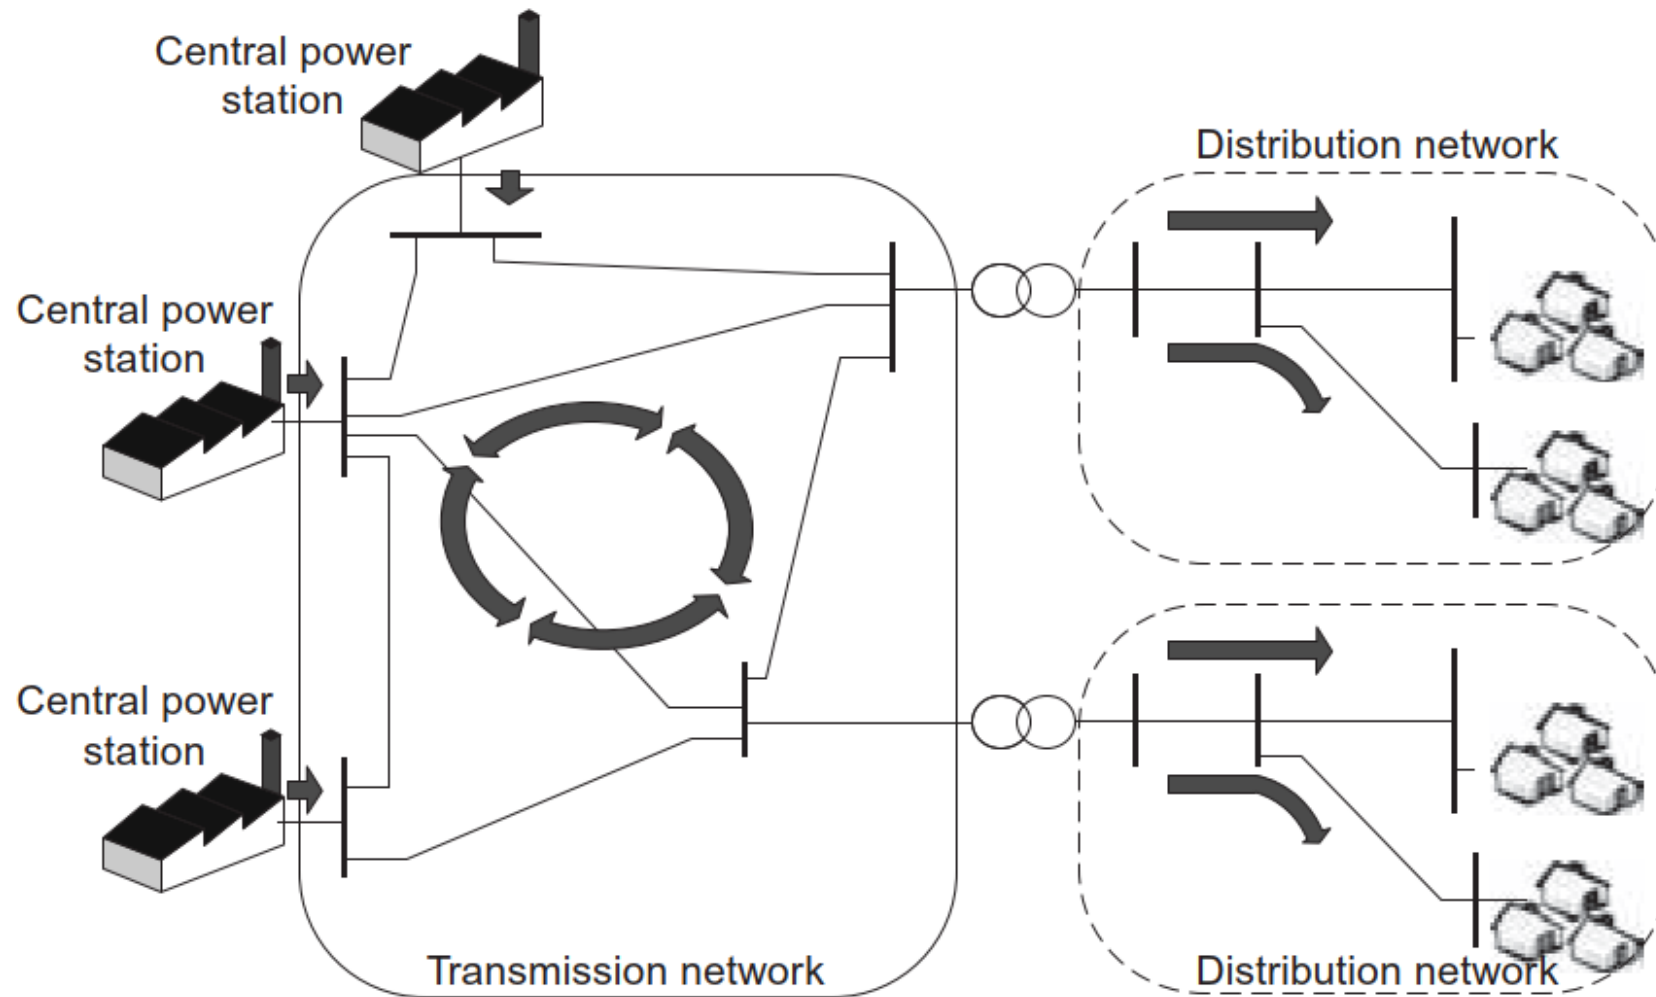 Central power
station
Distribution network
Central power
station
Central power
station
Transmission network
Distribution network